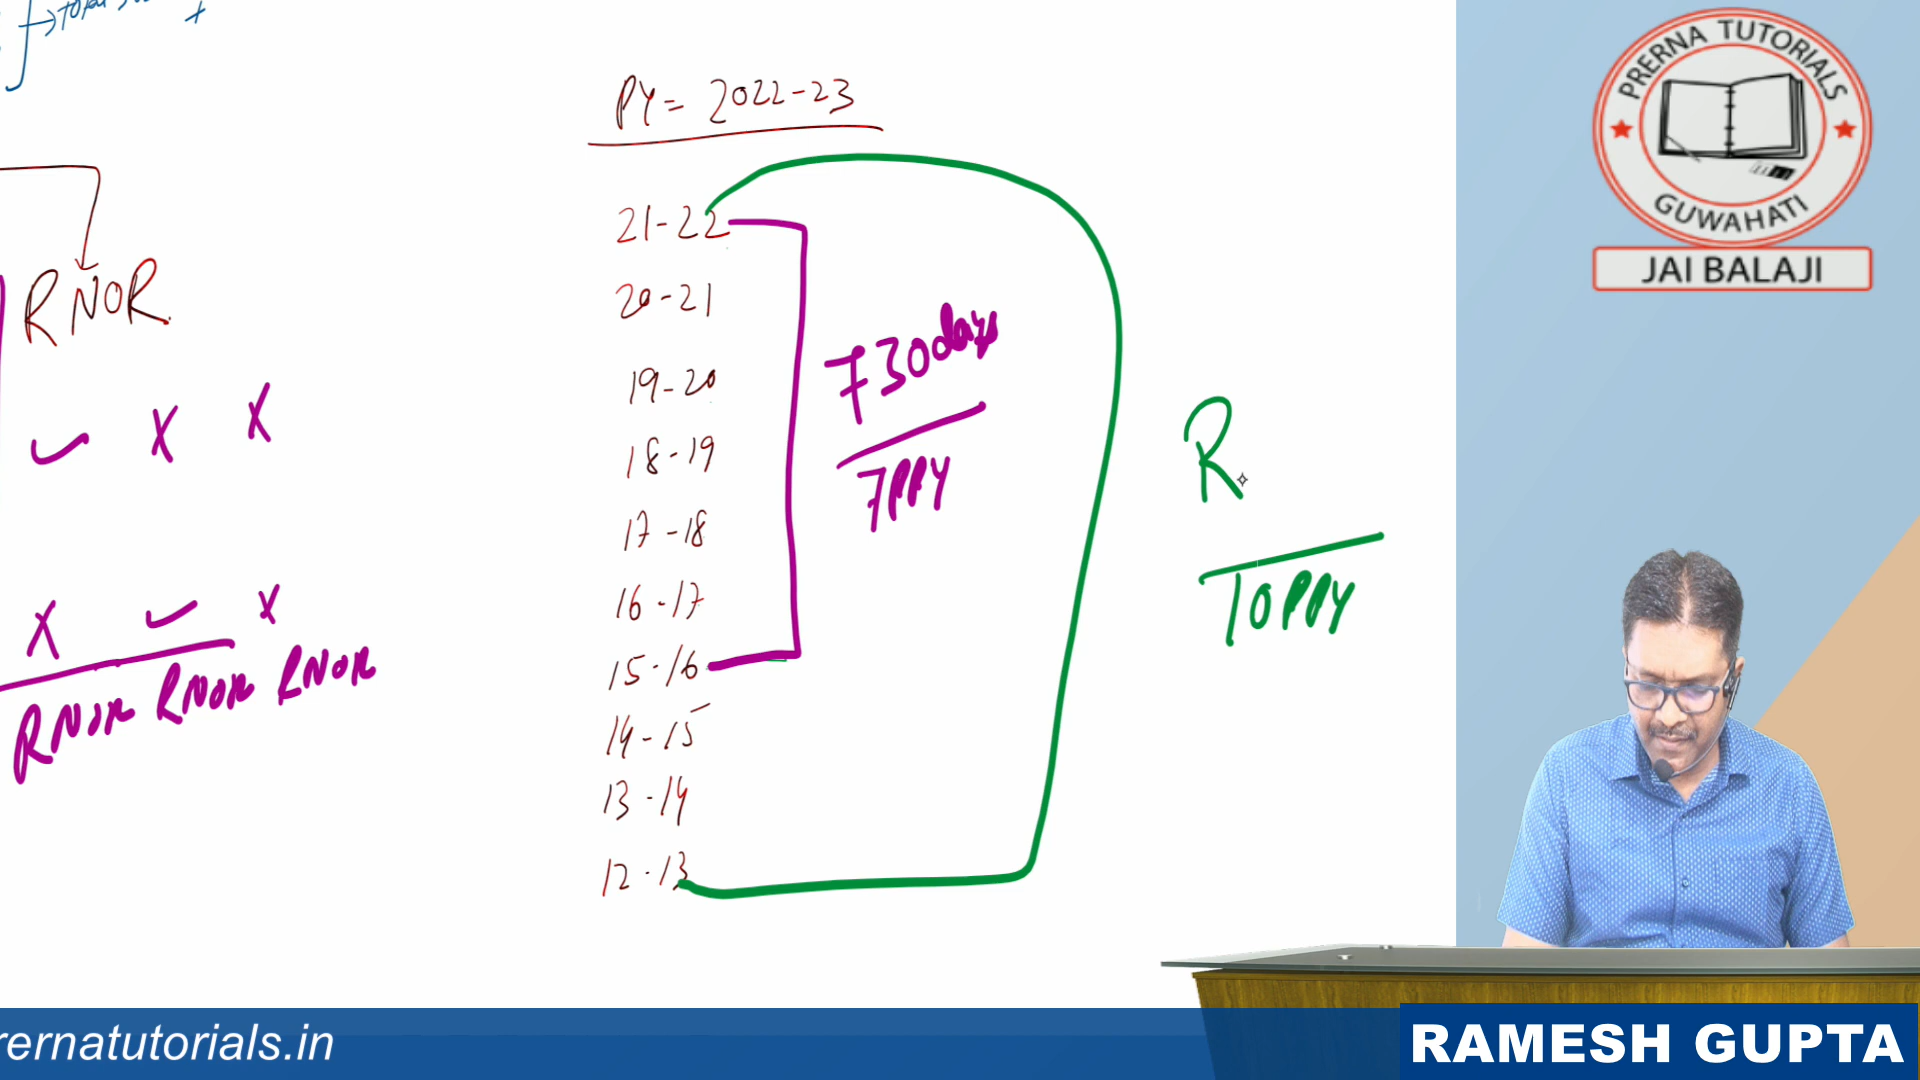 PY = 2022-23
21-22
20-21
19-20
18-19
17-18
16-17
15-16
14-15
13-14
12-13
730 days
7PPY
R
10PPY
RNOR
✓ X X
X ✓ X
RNOR RNOR RNOR
PRERNA TUTORIALS
GUWAHATI
JAI BALAJI
rernatutorials.in
RAMESH GUPTA